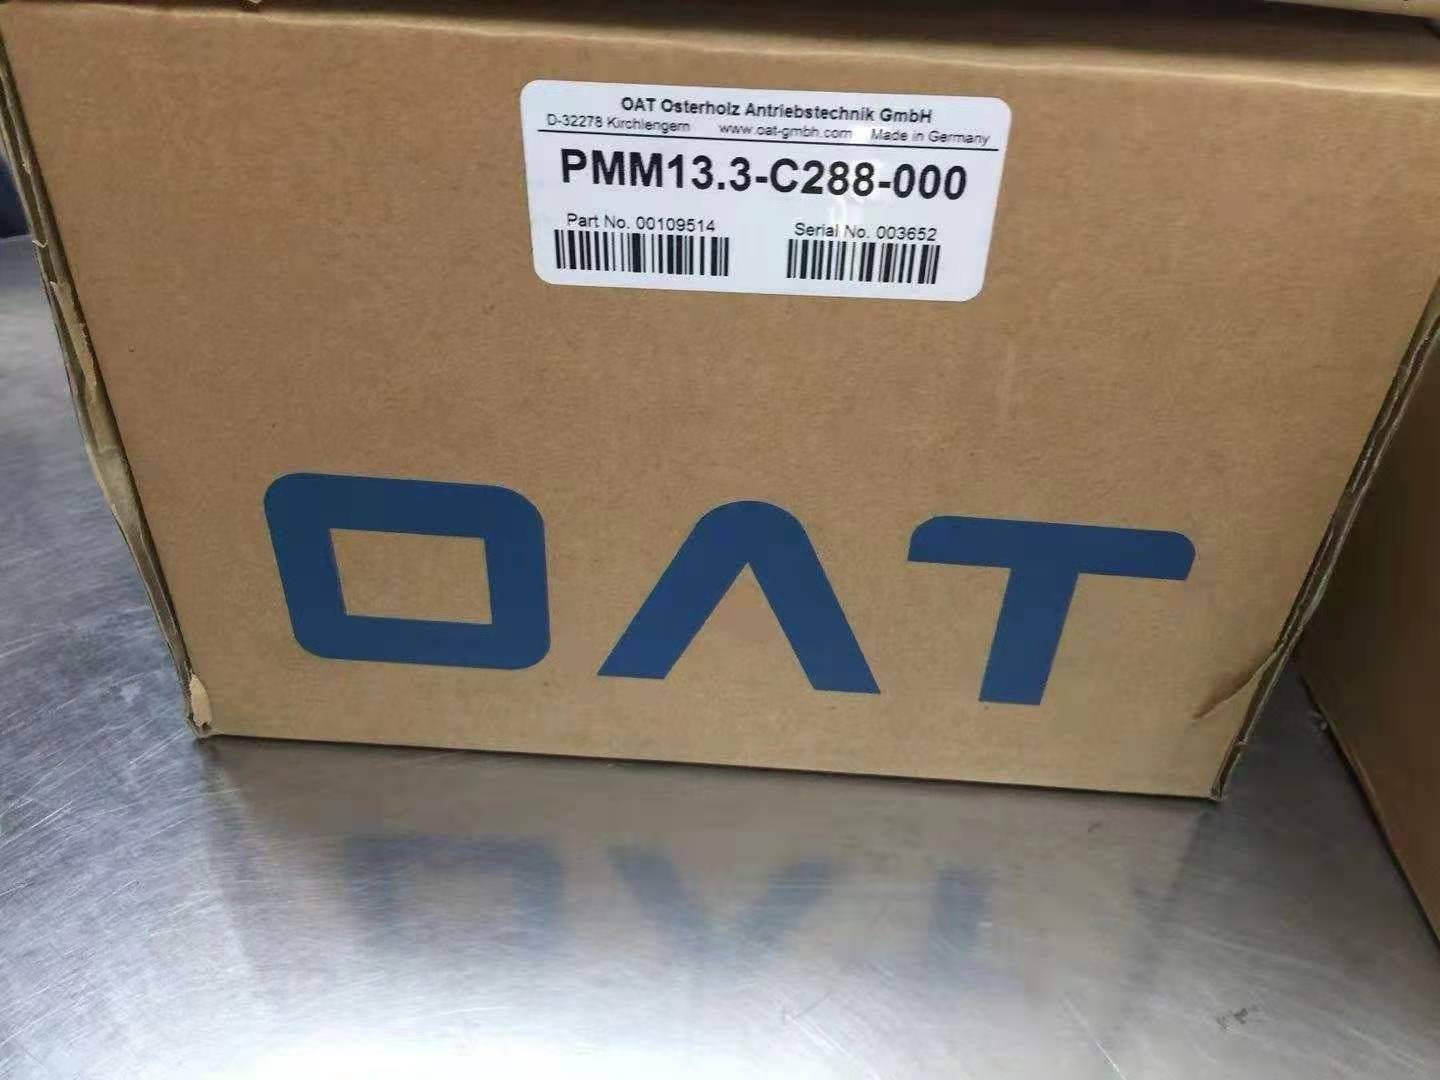 OAT Osterholz Antriebstechnik GmbH
D-32278 Kirchlengern www.oat-gmbh.com Made in Germany
PMM13.3-C288-000
Part No. 00109514 Serial No. 003652
OAT